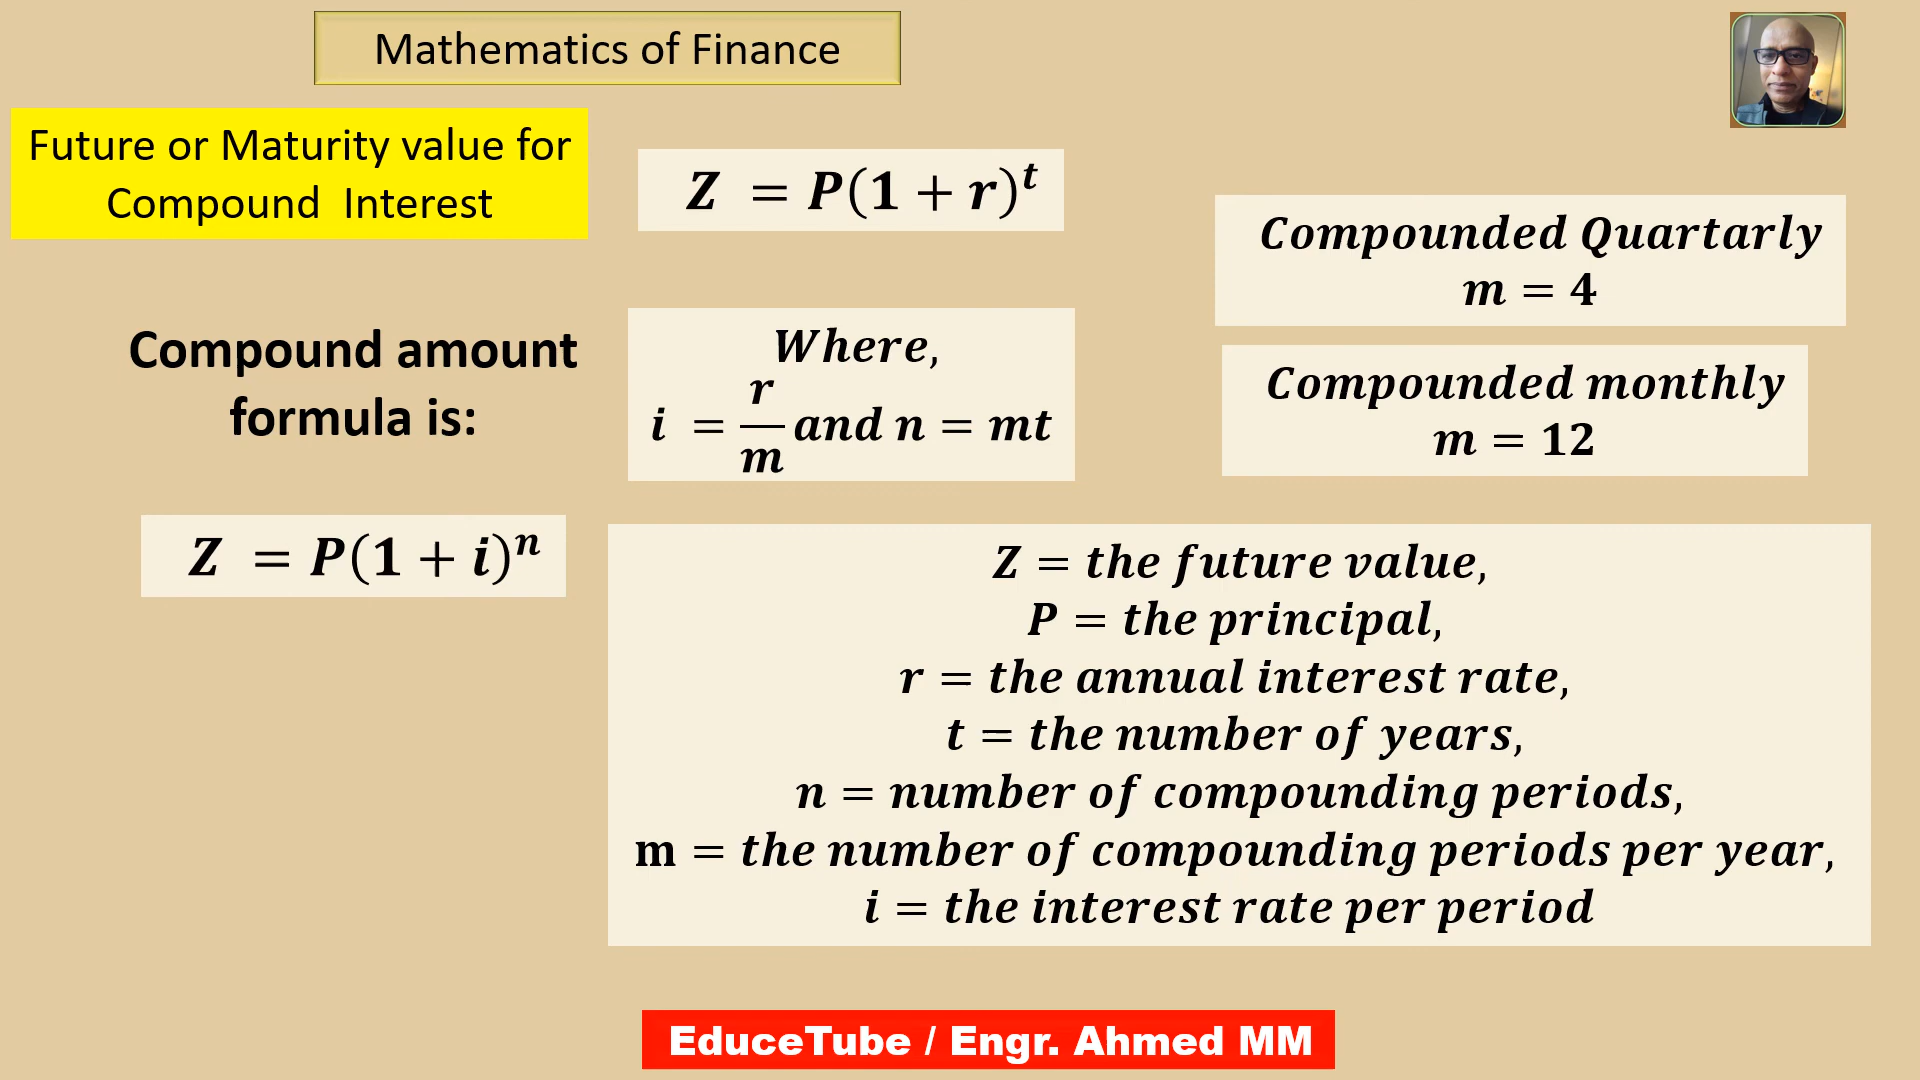 Mathematics of Finance
Future or Maturity value for
Compound Interest
Z = P(1 + r)^t
Compounded Quartarly
m = 4
Compound amount
formula is:
Where,
i = r/m and n = mt
Compounded monthly
m = 12
Z = P(1 + i)^n
Z = the future value,
P = the principal,
r = the annual interest rate,
t = the number of years,
n = number of compounding periods,
m = the number of compounding periods per year,
i = the interest rate per period
EduceTube / Engr. Ahmed MM